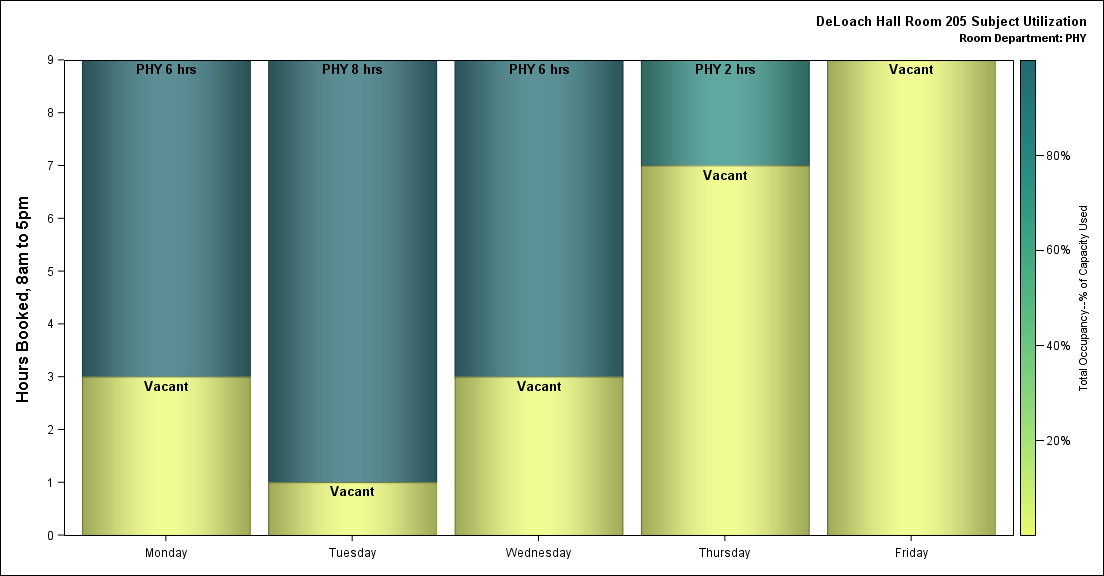 DeLoach Hall Room 205 Subject Utilization
Room Department: PHY
Hours Booked, 8am to 5pm
9
8
7
6
5
4
3
2
1
0
PHY 6 hrs
PHY 8 hrs
PHY 6 hrs
PHY 2 hrs
Vacant
Vacant
Vacant
Vacant
Vacant
Monday
Tuesday
Wednesday
Thursday
Friday
80%
60%
40%
20%
Total Occupancy--% of Capacity Used